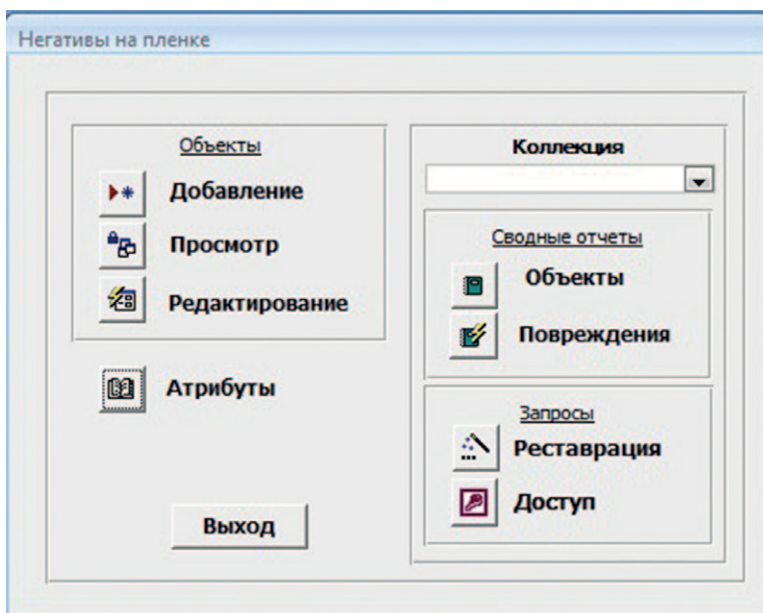 Негативы на пленке
Объекты
Добавление
Просмотр
Редактирование
Атрибуты
Выход
Коллекция
Сводные отчеты
Объекты
Повреждения
Запросы
Реставрация
Доступ